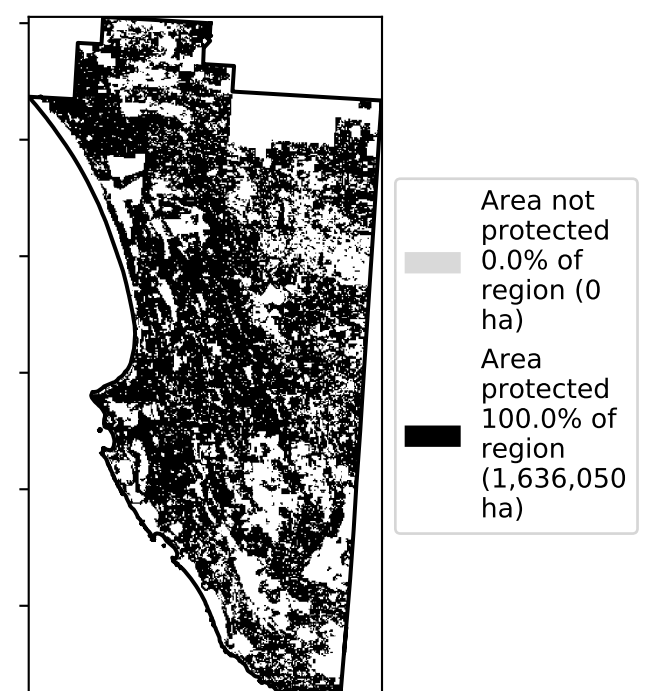 Area not
protected
0.0% of
region (0
ha)
Area
protected
100.0% of
region
(1,636,050
ha)